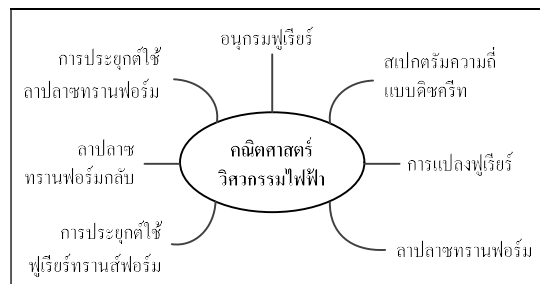 อนุกรมฟูเรียร์
สเปกตรัมความถี่
แบบดิซครีท
การแปลงฟูเรียร์
ลาปลาซทรานฟอร์ม
การประยุกต์ใช้
ฟูเรียร์ทรานส์ฟอร์ม
ลาปลาซ
ทรานฟอร์มกลับ
การประยุกต์ใช้
ลาปลาซทรานฟอร์ม
คณิตศาสตร์
วิศวกรรมไฟฟ้า